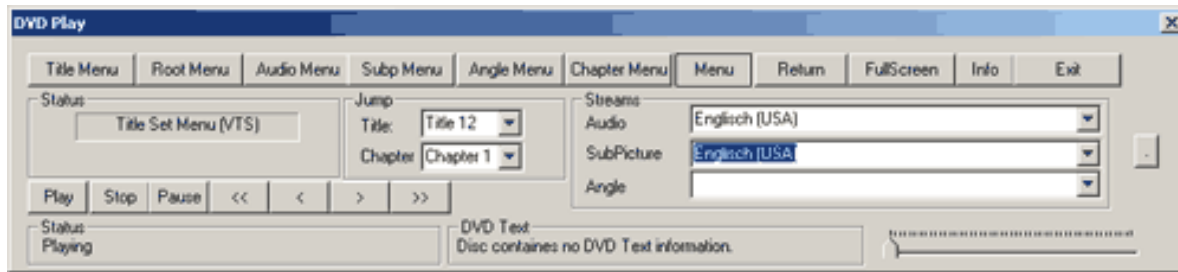 DVD Play
Title Menu Root Menu Audio Menu Subp Menu Angle Menu Chapter Menu Menu Return FullScreen Info Exit
Status
Title Set Menu (VTS)
Jump
Title: Title 12
Chapter Chapter 1
Streams
Audio Englisch (USA)
SubPicture Englisch (USA)
Angle
Play Stop Pause << < > >>
Status
Playing
DVD Text
Disc containes no DVD Text information.